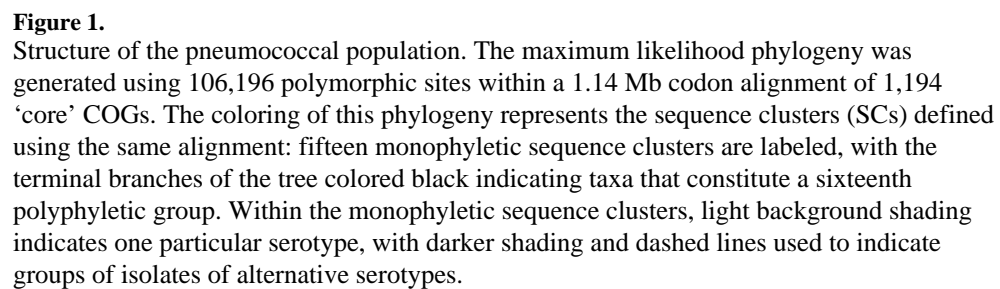 Figure 1.
Structure of the pneumococcal population. The maximum likelihood phylogeny was
generated using 106,196 polymorphic sites within a 1.14 Mb codon alignment of 1,194
‘core’ COGs. The coloring of this phylogeny represents the sequence clusters (SCs) defined
using the same alignment: fifteen monophyletic sequence clusters are labeled, with the
terminal branches of the tree colored black indicating taxa that constitute a sixteenth
polyphyletic group. Within the monophyletic sequence clusters, light background shading
indicates one particular serotype, with darker shading and dashed lines used to indicate
groups of isolates of alternative serotypes.